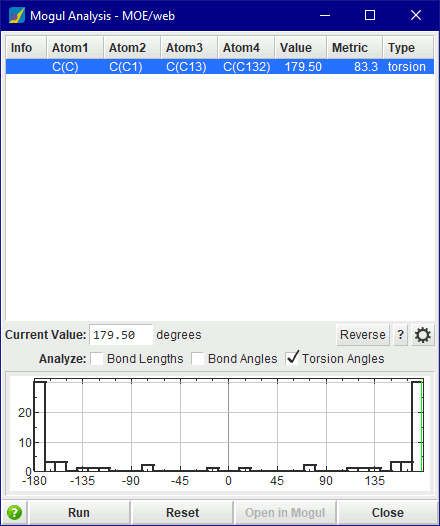 Mogul Analysis - MOE/web
Info Atom1 Atom2 Atom3 Atom4 Value Metric Type
C(C) C(C1) C(C13) C(C132) 179.50 83.3 torsion
Current Value: 179.50 degrees Reverse ?
Analyze: Bond Lengths Bond Angles Torsion Angles
20
10
0
-180 -135 -90 -45 0 45 90 135
? Run Reset Open in Mogul Close